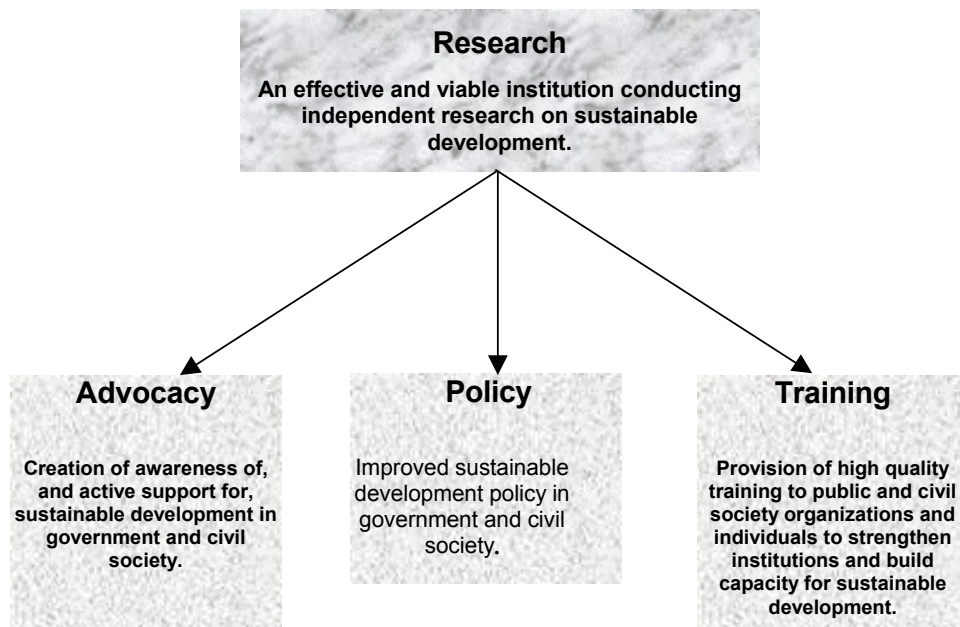 Research
An effective and viable institution conducting
independent research on sustainable
development.
Advocacy
Creation of awareness of,
and active support for,
sustainable development in
government and civil
society.
Policy
Improved sustainable
development policy in
government and civil
society.
Training
Provision of high quality
training to public and civil
society organizations and
individuals to strengthen
institutions and build
capacity for sustainable
development.